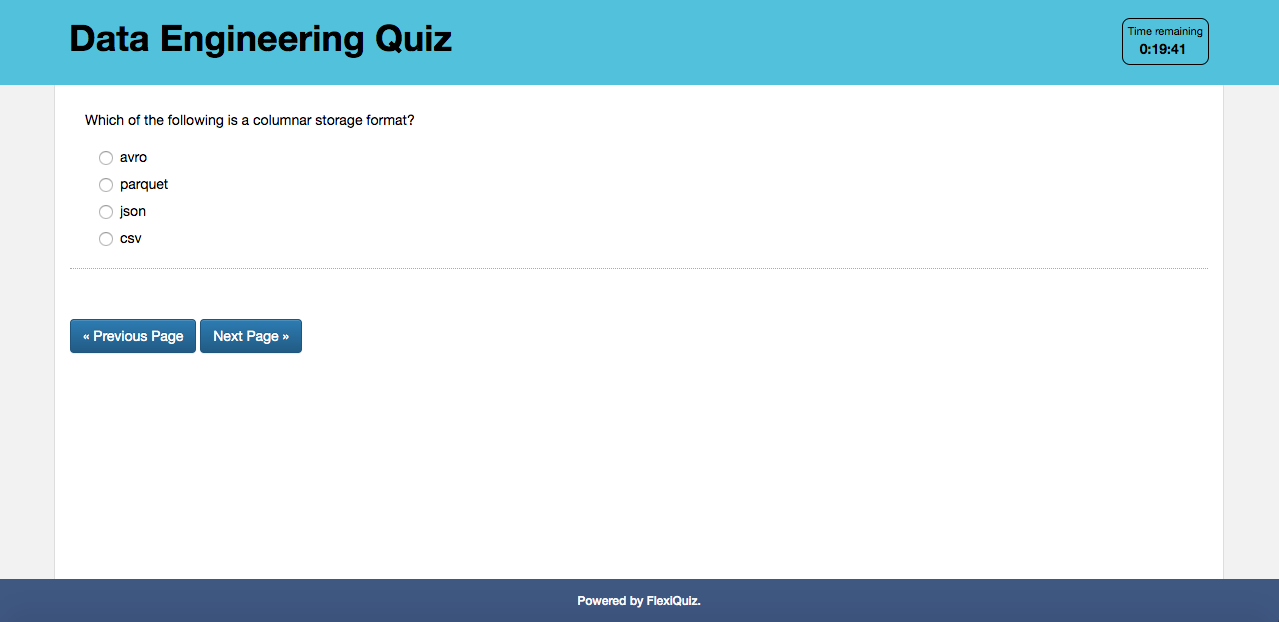 Data Engineering Quiz
Time remaining
0:19:41
Which of the following is a columnar storage format?
avro
parquet
json
csv
« Previous Page
Next Page »
Powered by FlexiQuiz.